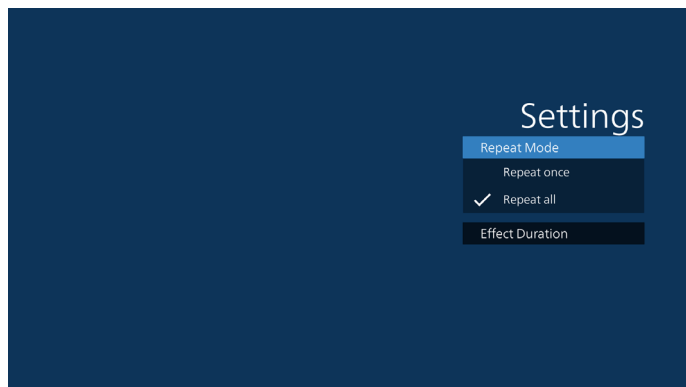 Settings
Repeat Mode
Repeat once
Repeat all
Effect Duration